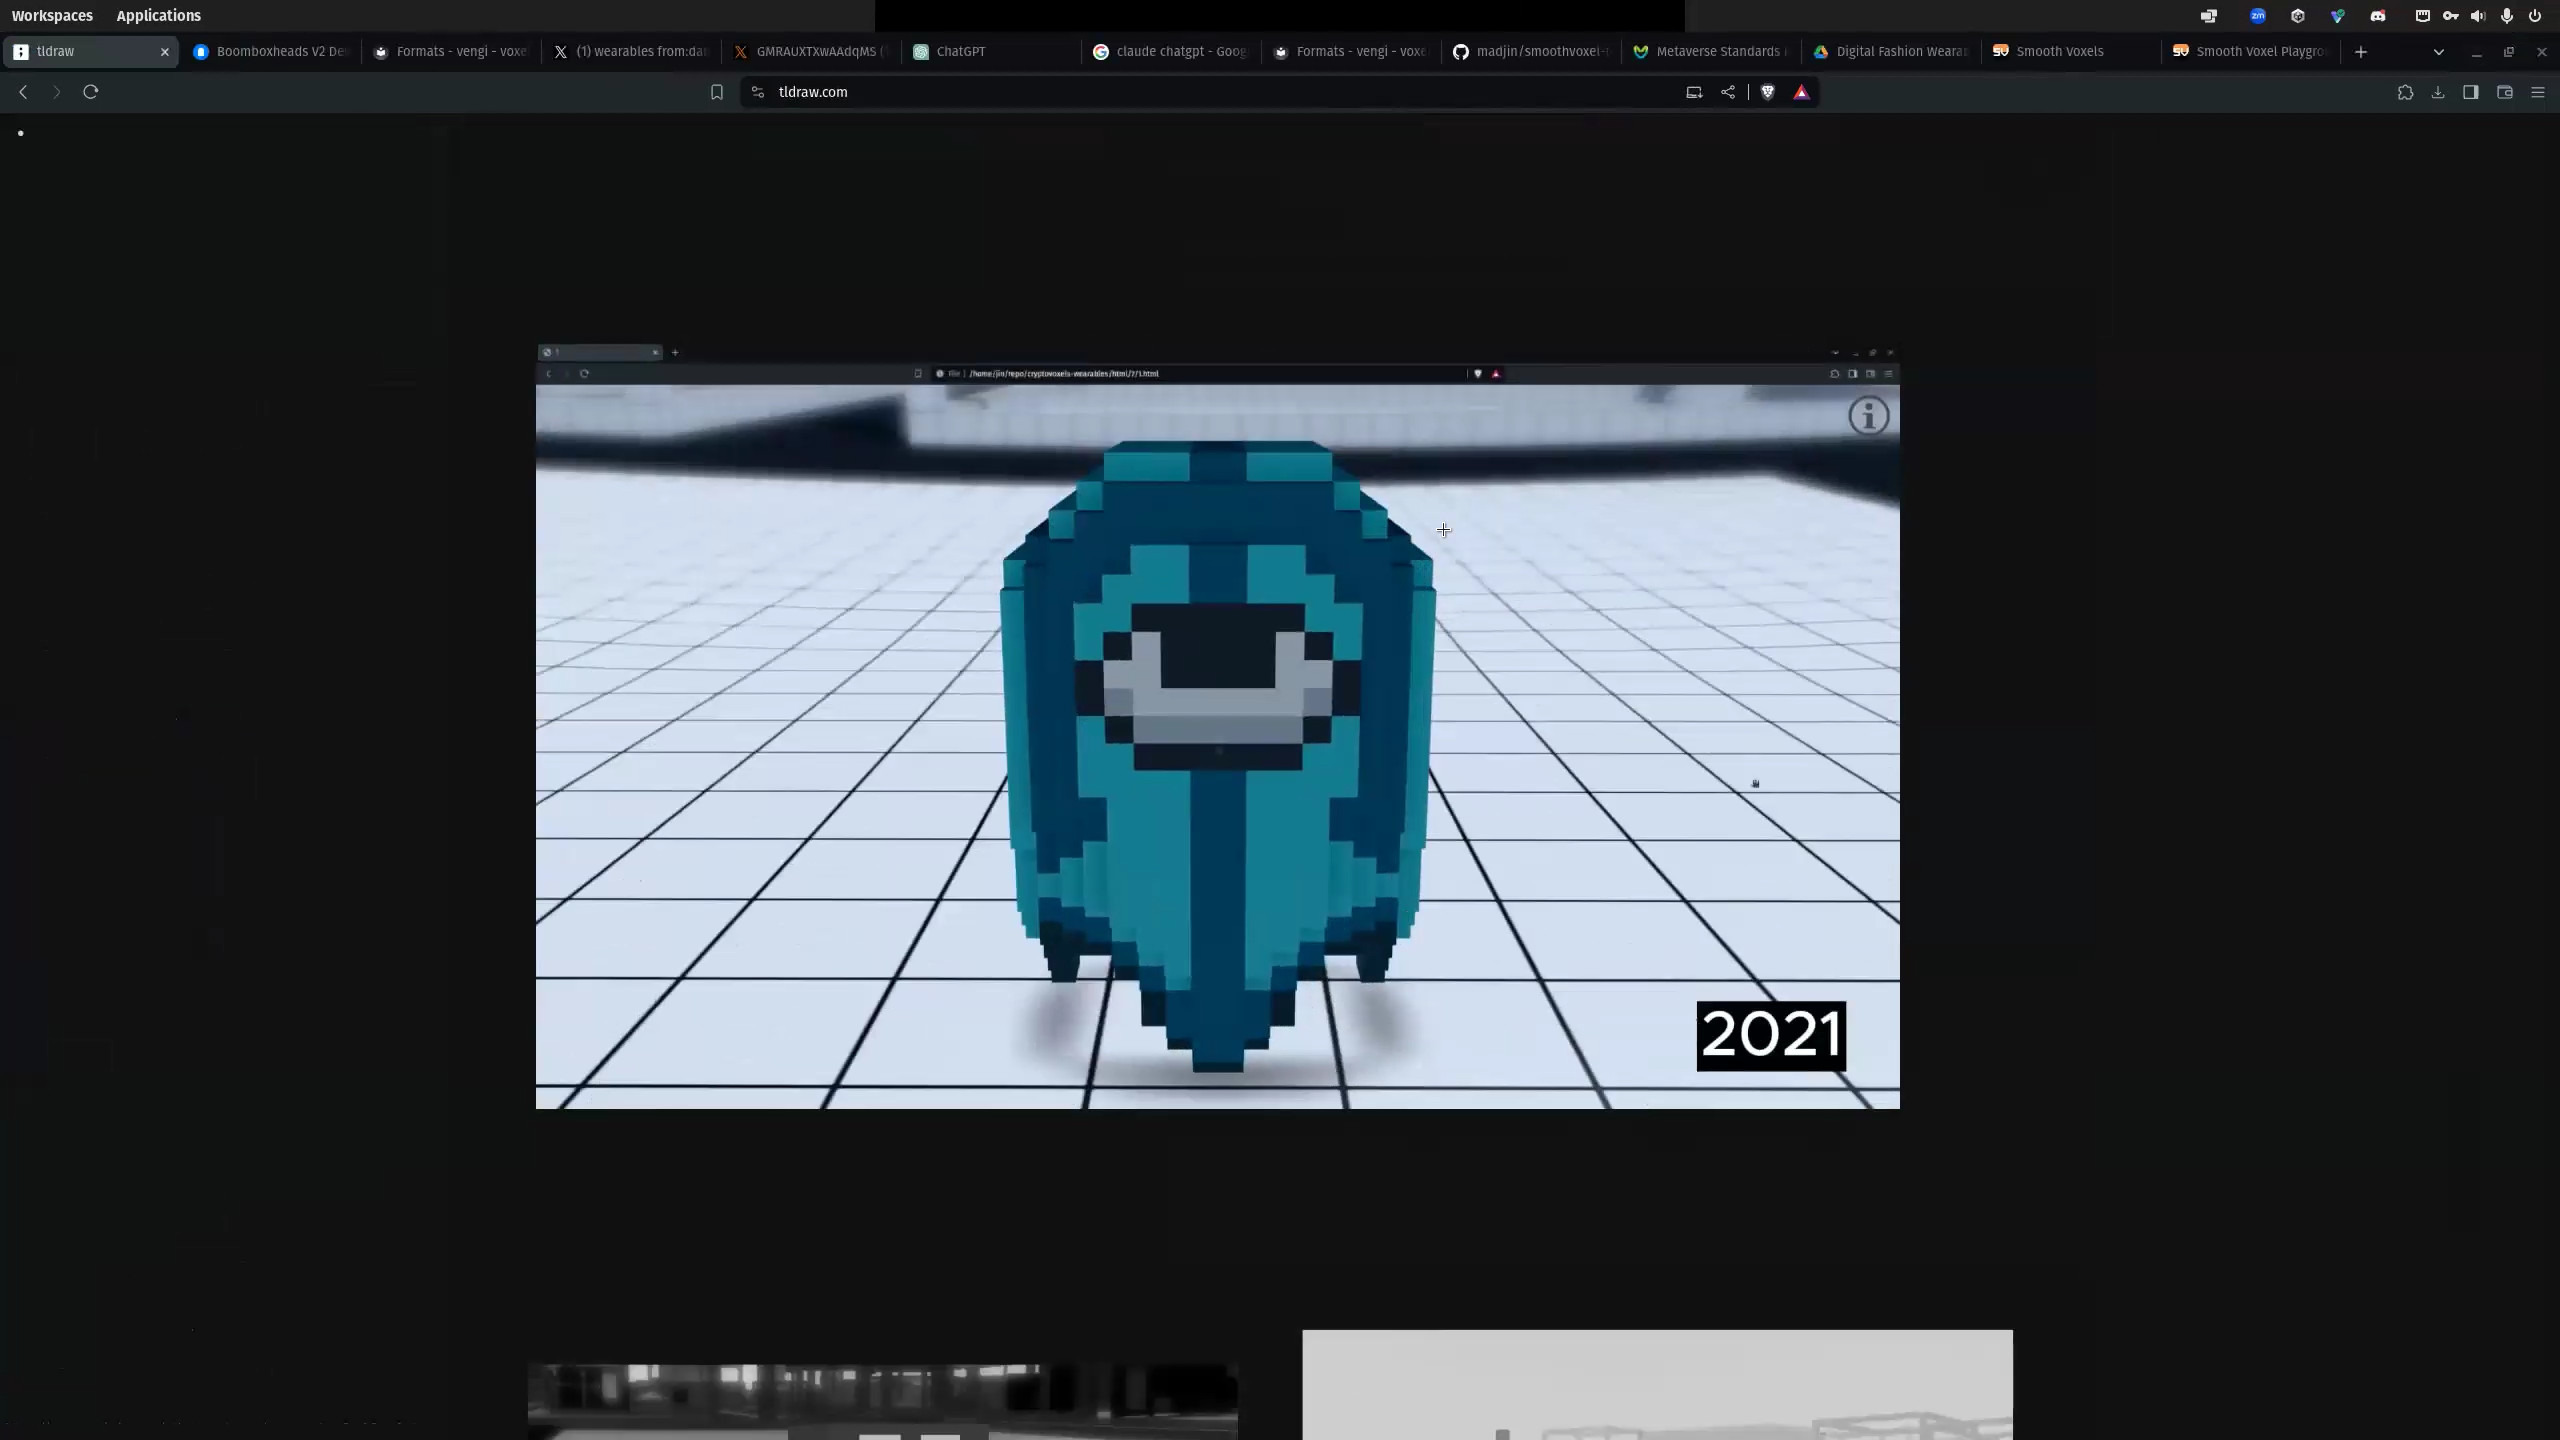 Workspaces Applications
tldraw
Boomboxheads V2 De
Formats - vengi - voxe
(1) wearables from:da
GMRAUXTXwAAdqMS (
ChatGPT
claude chatgpt - Goog
Formats - vengi - voxe
madjin/smoothvoxel-
Metaverse Standards
Digital Fashion Weara
Smooth Voxels
Smooth Voxel Playgro
tldraw.com
File | /home/jin/repo/cryptovoxels-wearables/html/7/1.html
2021